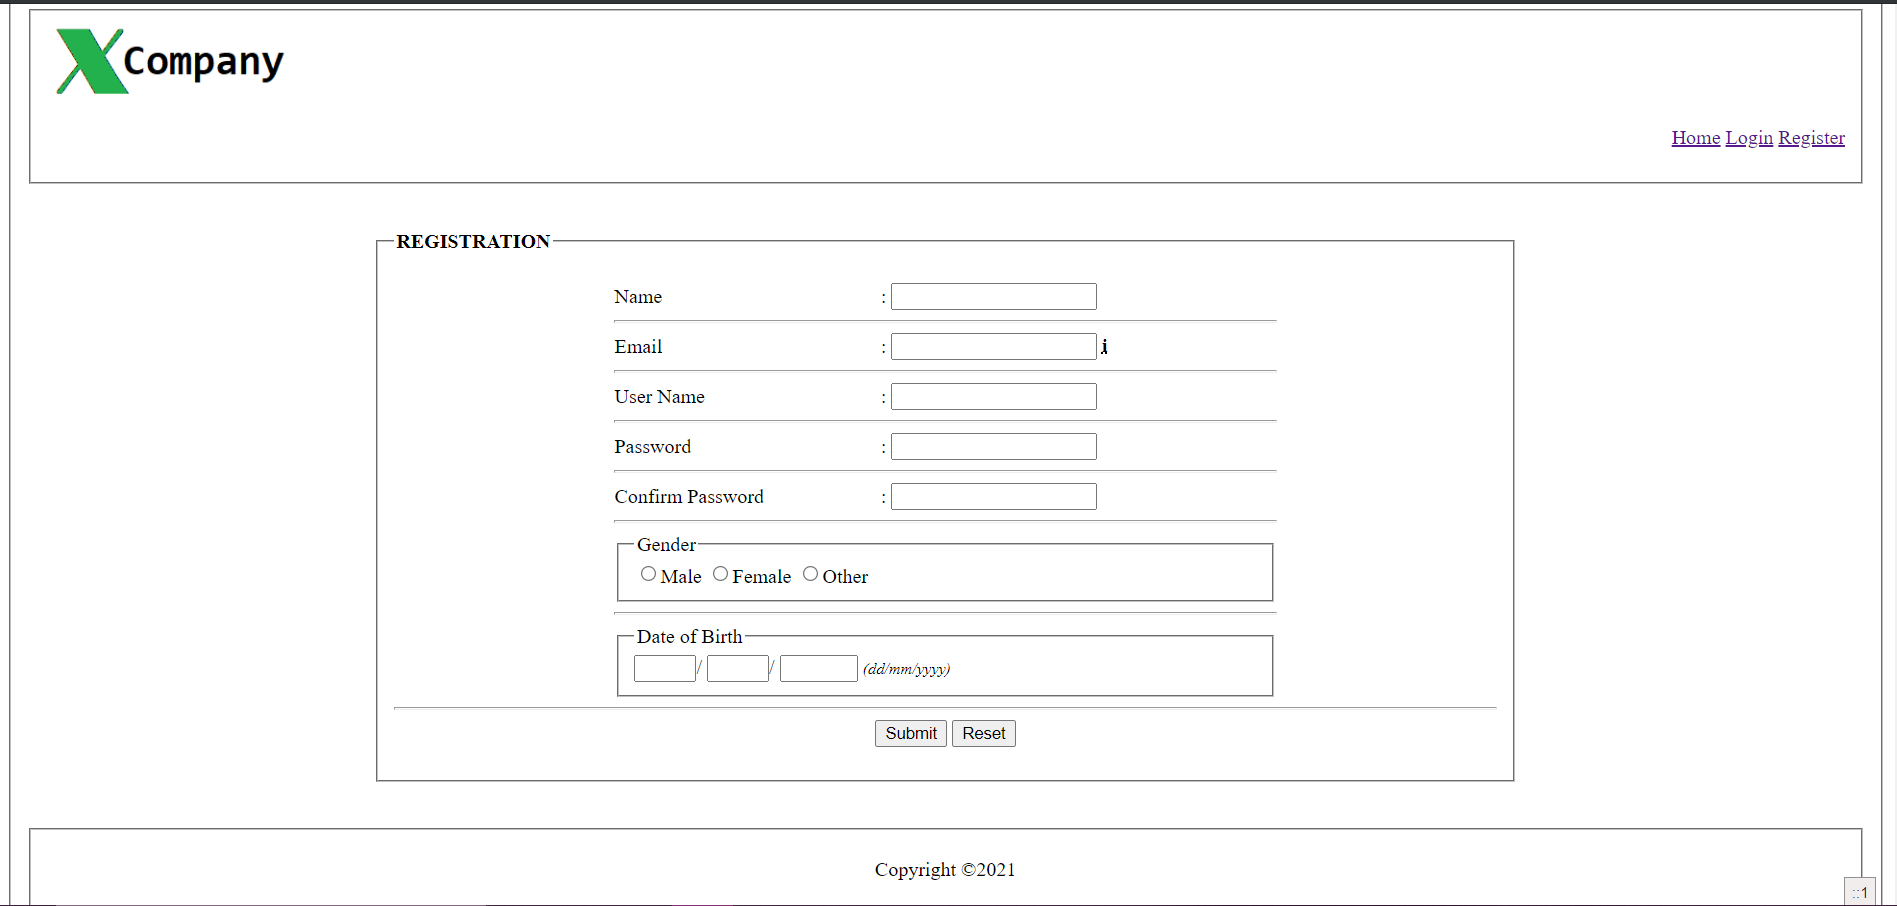 X Company
Home Login Register
REGISTRATION
Name :
Email : i
User Name :
Password :
Confirm Password :
Gender
Male Female Other
Date of Birth
/ / (dd/mm/yyyy)
Submit Reset
Copyright ©2021
::1